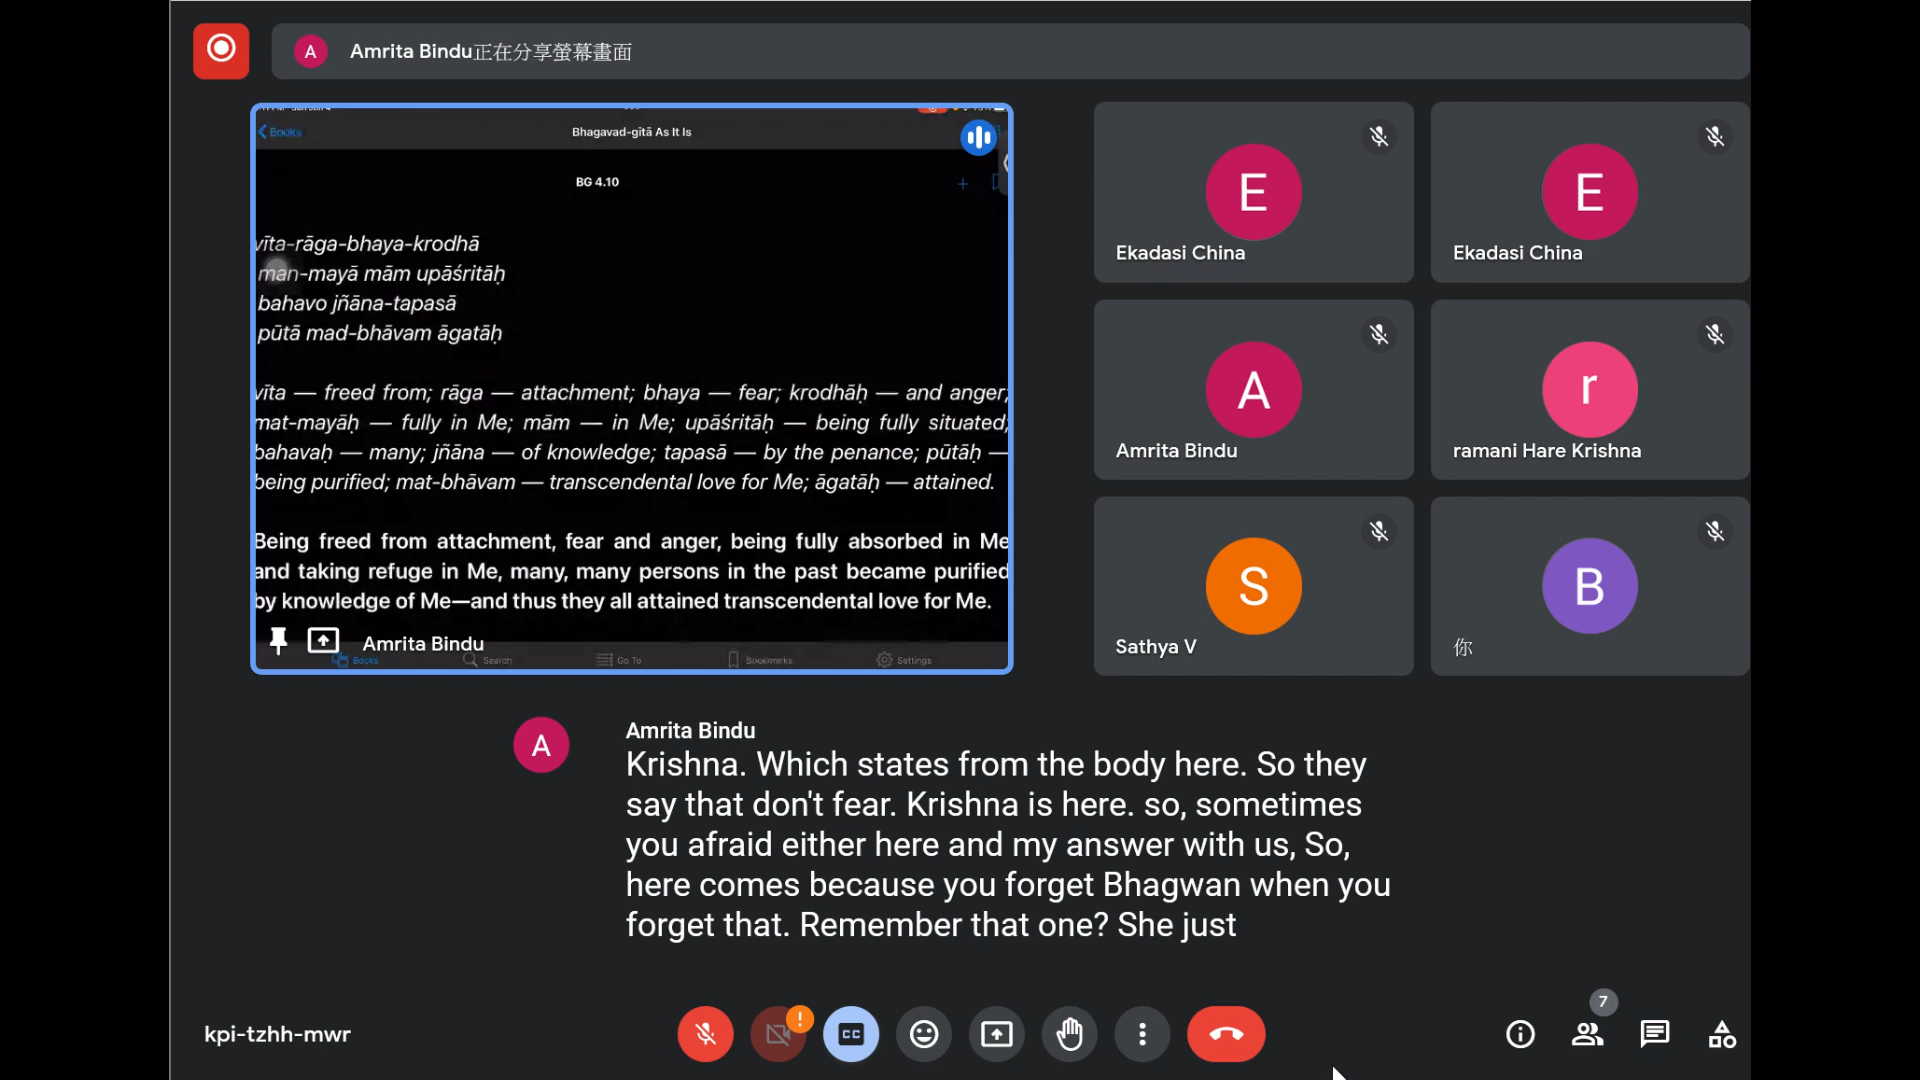 A Amrita Bindu正在分享螢幕畫面
Books
Bhagavad-gītā As It Is
BG 4.10
vīta-rāga-bhaya-krodhā
man-mayā mām upāśritāḥ
bahavo jñāna-tapasā
pūtā mad-bhāvam āgatāḥ
vīta — freed from; rāga — attachment; bhaya — fear; krodhāḥ — and anger;
mat-mayāḥ — fully in Me; mām — in Me; upāśritāḥ — being fully situated;
bahavaḥ — many; jñāna — of knowledge; tapasā — by the penance; pūtāḥ —
being purified; mat-bhāvam — transcendental love for Me; āgatāḥ — attained.
Being freed from attachment, fear and anger, being fully absorbed in Me
and taking refuge in Me, many, many persons in the past became purified
by knowledge of Me—and thus they all attained transcendental love for Me.
Amrita Bindu
Books Search Go To Bookmarks Settings
E
Ekadasi China
E
Ekadasi China
A
Amrita Bindu
r
ramani Hare Krishna
S
Sathya V
B
你
A
Amrita Bindu
Krishna. Which states from the body here. So they
say that don't fear. Krishna is here. so, sometimes
you afraid either here and my answer with us, So,
here comes because you forget Bhagwan when you
forget that. Remember that one? She just
kpi-tzhh-mwr
!
CC
7